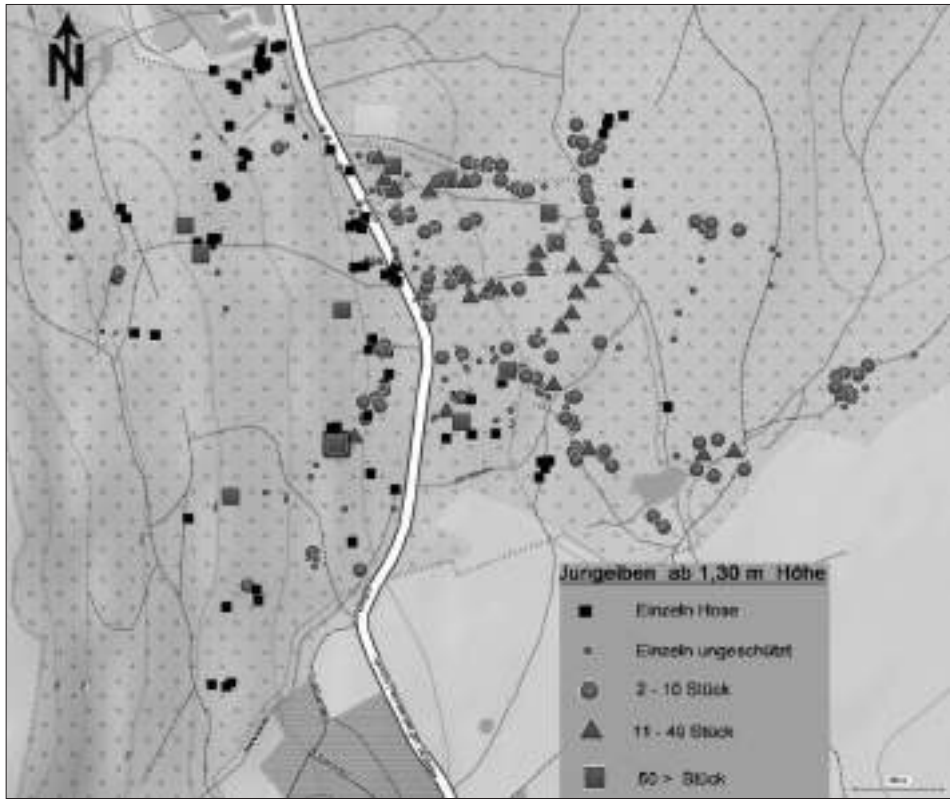 N
Jungeiben ab 1,30 m Höhe
Einzeln Hose
Einzeln ungeschützt
2 - 10 Stück
11 - 40 Stück
50 > Stück